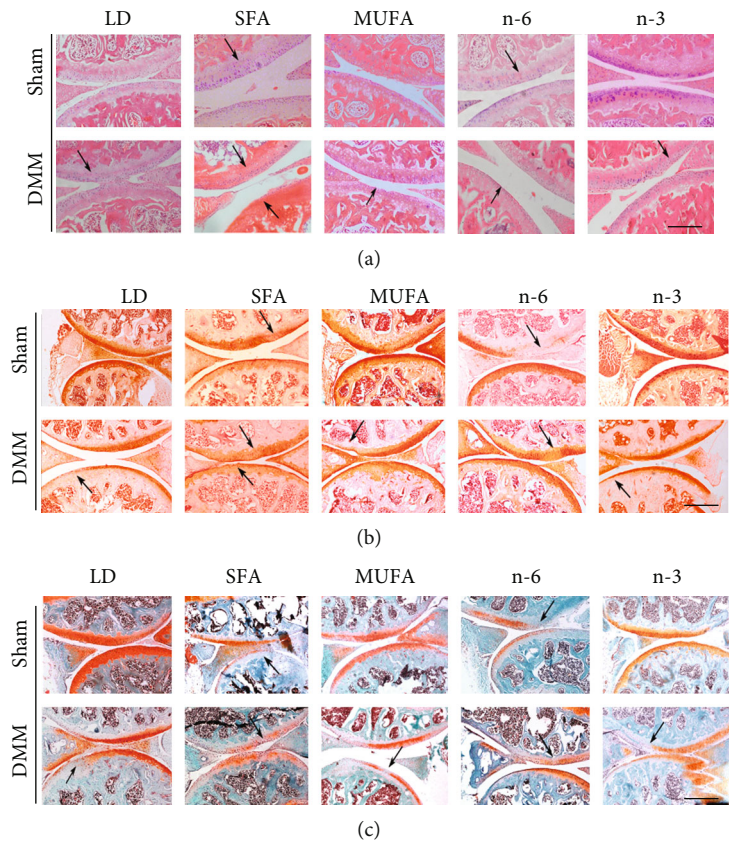 LD SFA MUFA n-6 n-3
Sham
DMM
(a)
LD SFA MUFA n-6 n-3
Sham
DMM
(b)
LD SFA MUFA n-6 n-3
Sham
DMM
(c)